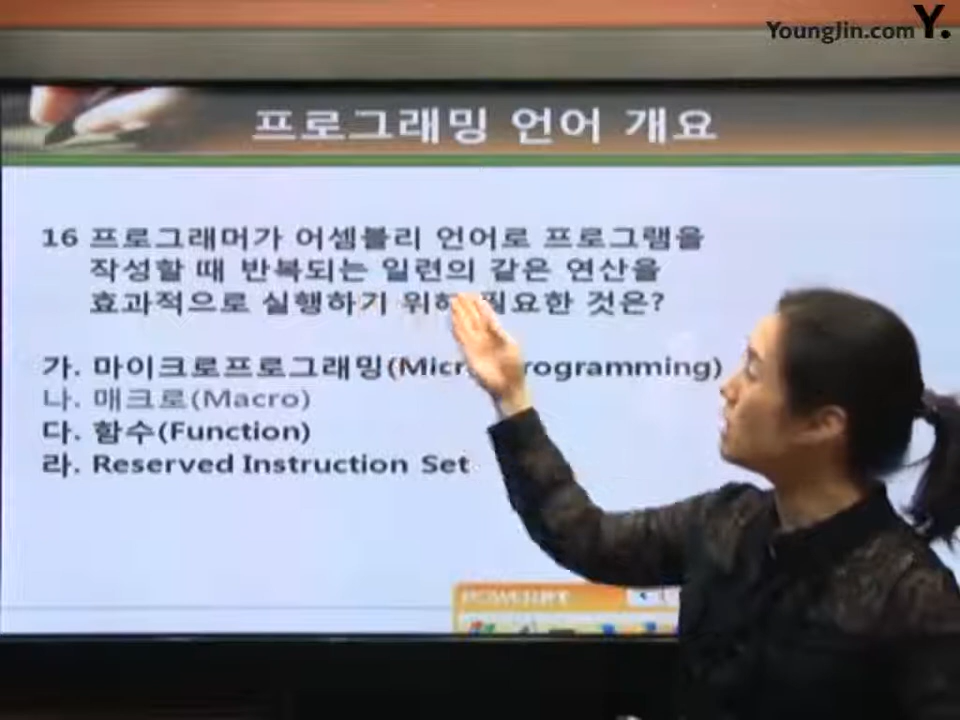 YoungJin.com Y.
프로그래밍 언어 개요
16 프로그래머가 어셈블리 언어로 프로그램을
작성할 때 반복되는 일련의 같은 연산을
효과적으로 실행하기 위해 필요한 것은?
가. 마이크로프로그래밍(Micr rogramming)
나. 매크로(Macro)
다. 함수(Function)
라. Reserved Instruction Set